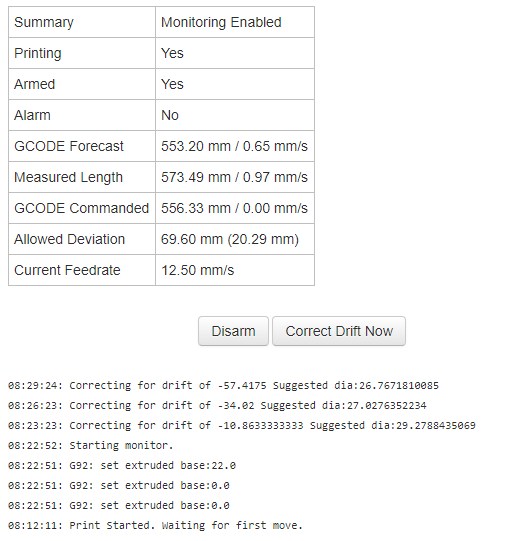 Summary Monitoring Enabled
Printing Yes
Armed Yes
Alarm No
GCODE Forecast 553.20 mm / 0.65 mm/s
Measured Length 573.49 mm / 0.97 mm/s
GCODE Commanded 556.33 mm / 0.00 mm/s
Allowed Deviation 69.60 mm (20.29 mm)
Current Feedrate 12.50 mm/s
Disarm Correct Drift Now
08:29:24: Correcting for drift of -57.4175 Suggested dia:26.7671810085
08:26:23: Correcting for drift of -34.02 Suggested dia:27.0276352234
08:23:23: Correcting for drift of -10.8633333333 Suggested dia:29.2788435069
08:22:52: Starting monitor.
08:22:51: G92: set extruded base:22.0
08:22:51: G92: set extruded base:0.0
08:22:51: G92: set extruded base:0.0
08:12:11: Print Started. Waiting for first move.